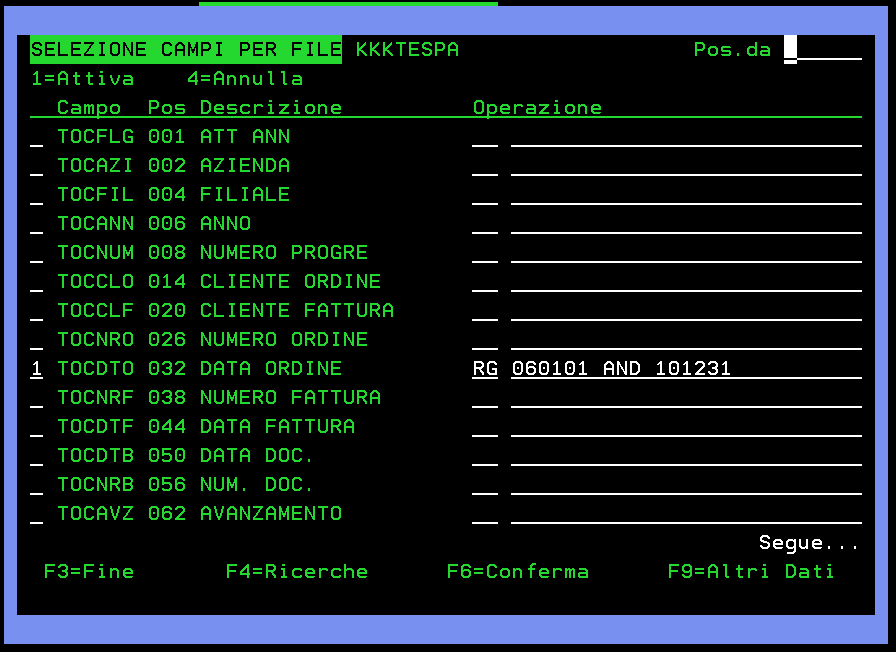 SELEZIONE CAMPI PER FILE KKKTESPA Pos.da
1=Attiva 4=Annulla
Campo Pos Descrizione Operazione
TOCFLG 001 ATT ANN
TOCAZI 002 AZIENDA
TOCFIL 004 FILIALE
TOCANN 006 ANNO
TOCNUM 008 NUMERO PROGRE
TOCCLO 014 CLIENTE ORDINE
TOCCLF 020 CLIENTE FATTURA
TOCNRO 026 NUMERO ORDINE
1 TOCDTO 032 DATA ORDINE RG 060101 AND 101231
TOCNRF 038 NUMERO FATTURA
TOCDTF 044 DATA FATTURA
TOCDTB 050 DATA DOC.
TOCNRB 056 NUM. DOC.
TOCAVZ 062 AVANZAMENTO
Segue...
F3=Fine F4=Ricerche F6=Conferma F9=Altri Dati